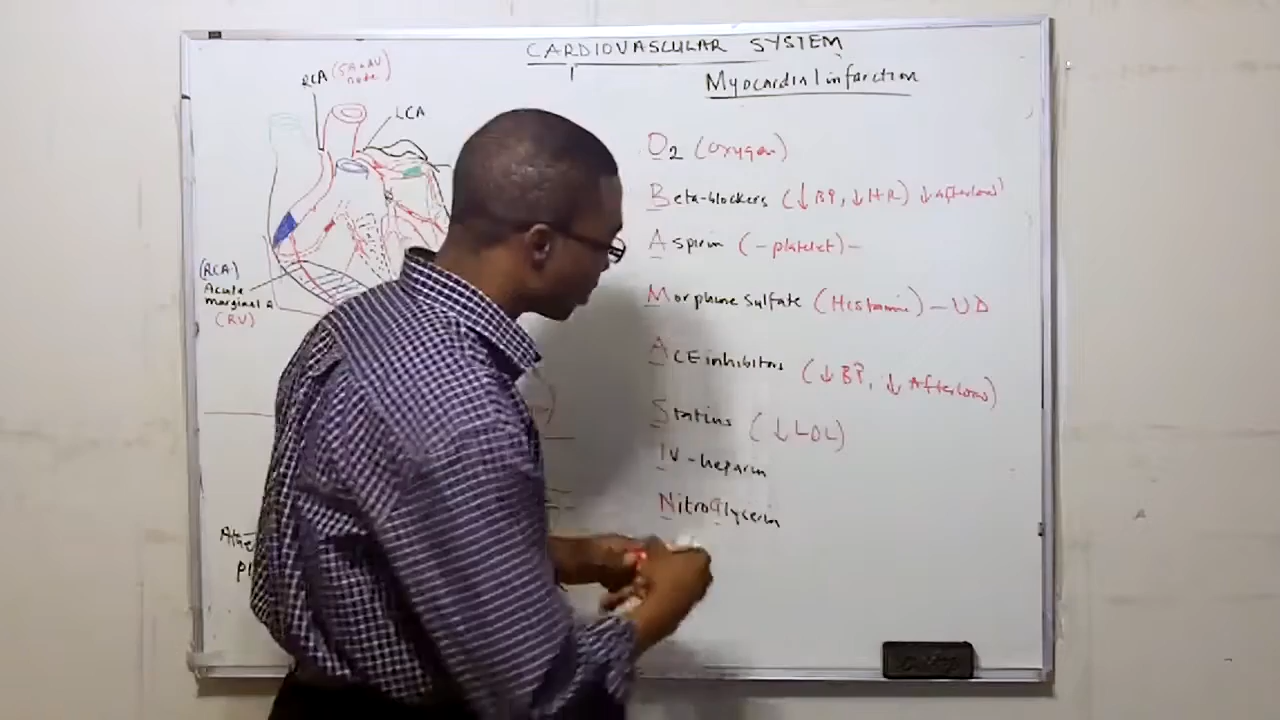 CARDIOVASCULAR SYSTEM
Myocardial infarction
RCA (SA & AV node)
LCA
O2 (oxygen)
Beta-blockers (↓ BP, ↓ HR) ↓ Afterload
Aspirin (- platelet) -
(RCA)
Acute
marginal a
(RV)
Morphine Sulfate (Histamine) - UD
ACE inhibitors (↓ BP, ↓ Afterload)
Statins (↓ LDL)
IV-heparin
NitroGlycerin